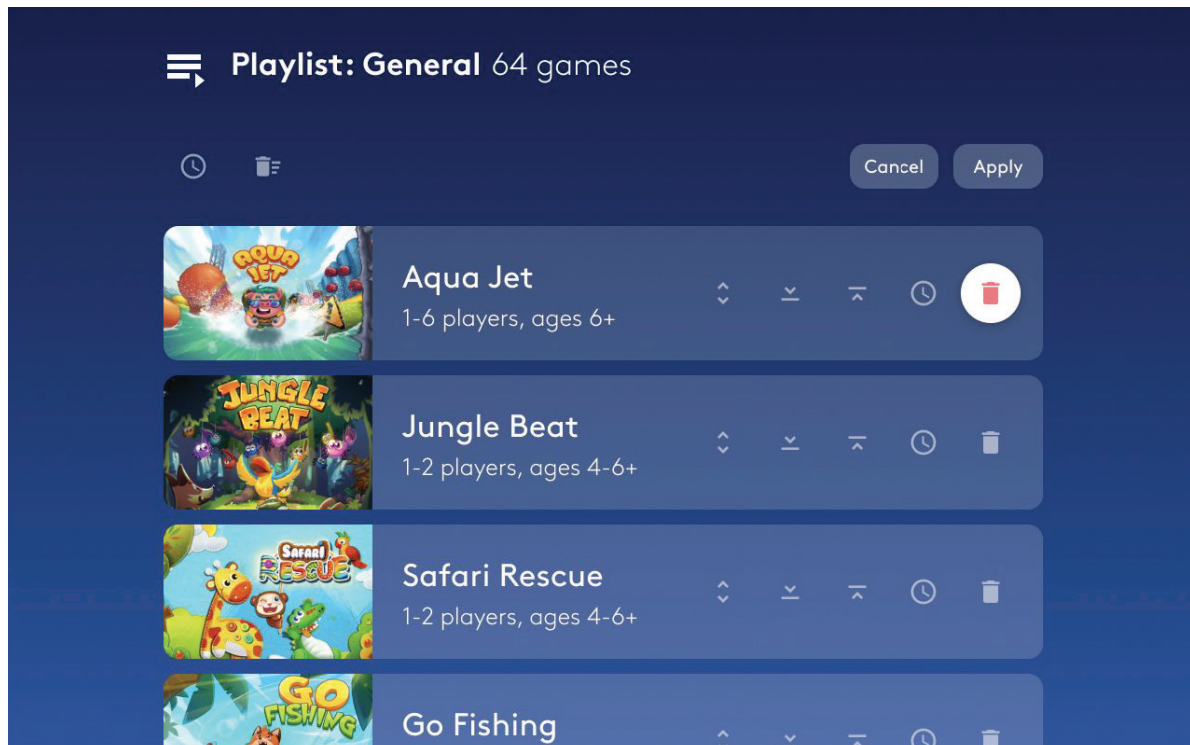 Playlist: General 64 games
Cancel
Apply
AQUA
JET
Aqua Jet
1-6 players, ages 6+
JUNGLE
BEAT
Jungle Beat
1-2 players, ages 4-6+
SAFARI
RESCUE
Safari Rescue
1-2 players, ages 4-6+
GO
FISHING
Go Fishing